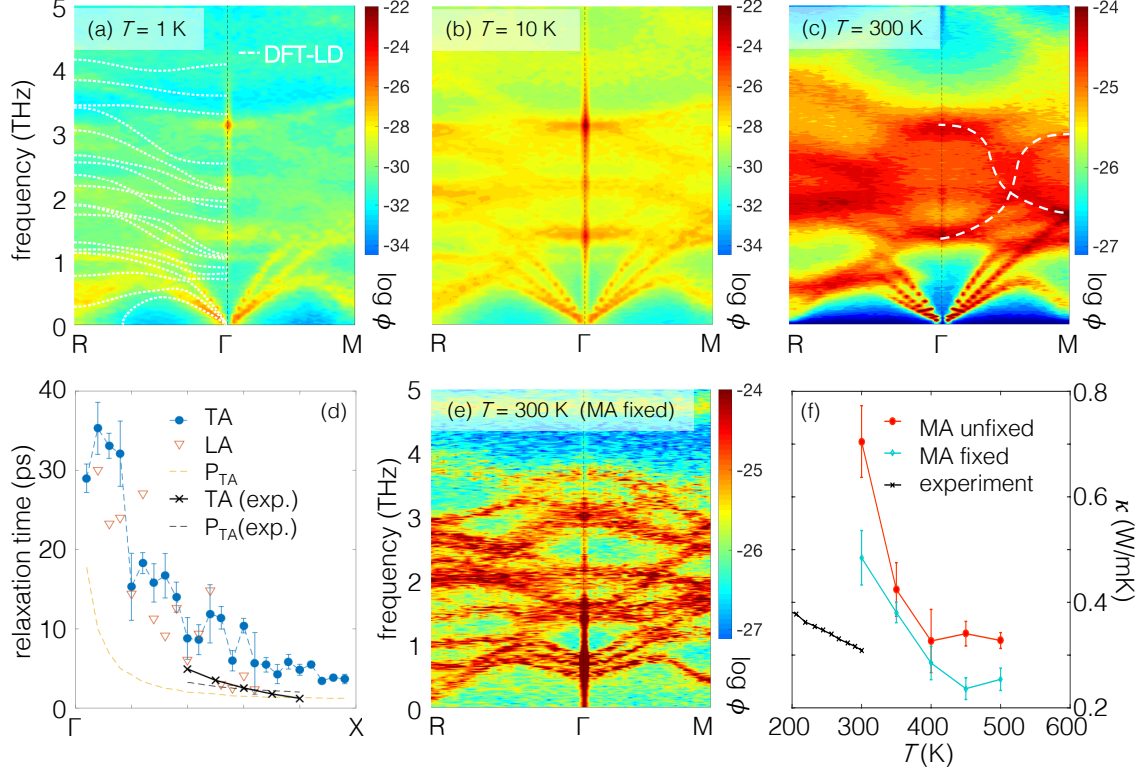 (a) T = 1 K
DFT-LD
frequency (THz)
5
4
3
2
1
0
R
Γ
M
-22
-24
-26
-28
-30
-32
-34
log ϕ
(b) T = 10 K
R
Γ
M
-22
-24
-26
-28
-30
-32
-34
log ϕ
(c) T = 300 K
R
Γ
M
-24
-25
-26
-27
log ϕ
(d)
relaxation time (ps)
40
30
20
10
0
Γ
X
TA
LA
P_TA
TA (exp.)
P_TA(exp.)
(e) T = 300 K (MA fixed)
frequency (THz)
5
4
3
2
1
0
R
Γ
M
-24
-25
-26
-27
log ϕ
(f)
MA unfixed
MA fixed
experiment
0.8
0.6
0.4
0.2
κ (W/mK)
200
300
400
500
600
T (K)